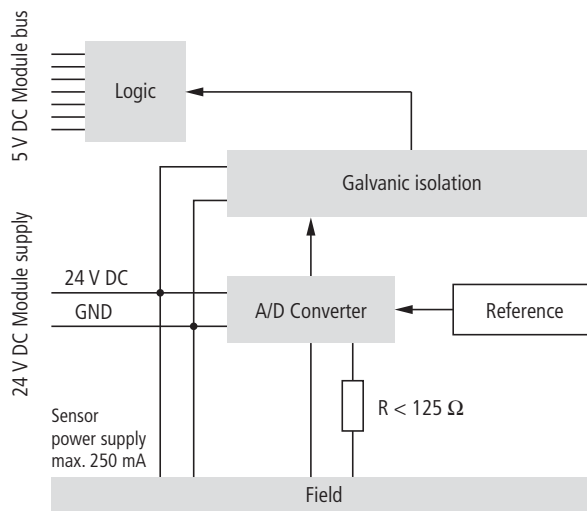 5 V DC Module bus
Logic
Galvanic isolation
24 V DC Module supply
24 V DC
GND
A/D Converter
Reference
R < 125 Ω
Sensor
power supply
max. 250 mA
Field